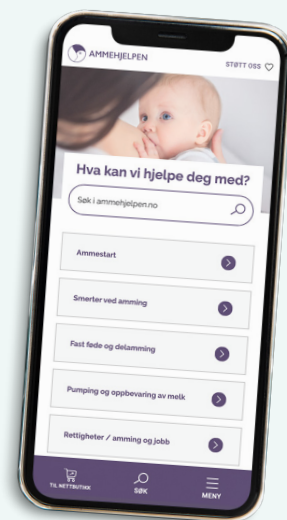 AMMEHJELPEN
STØTT OSS
Hva kan vi hjelpe deg med?
Søk i ammehjelpen.no
Ammestart
Smerter ved amming
Fast føde og delamming
Pumping og oppbevaring av melk
Rettigheter / amming og jobb
TIL NETTBUTIKK
SØK
MENY